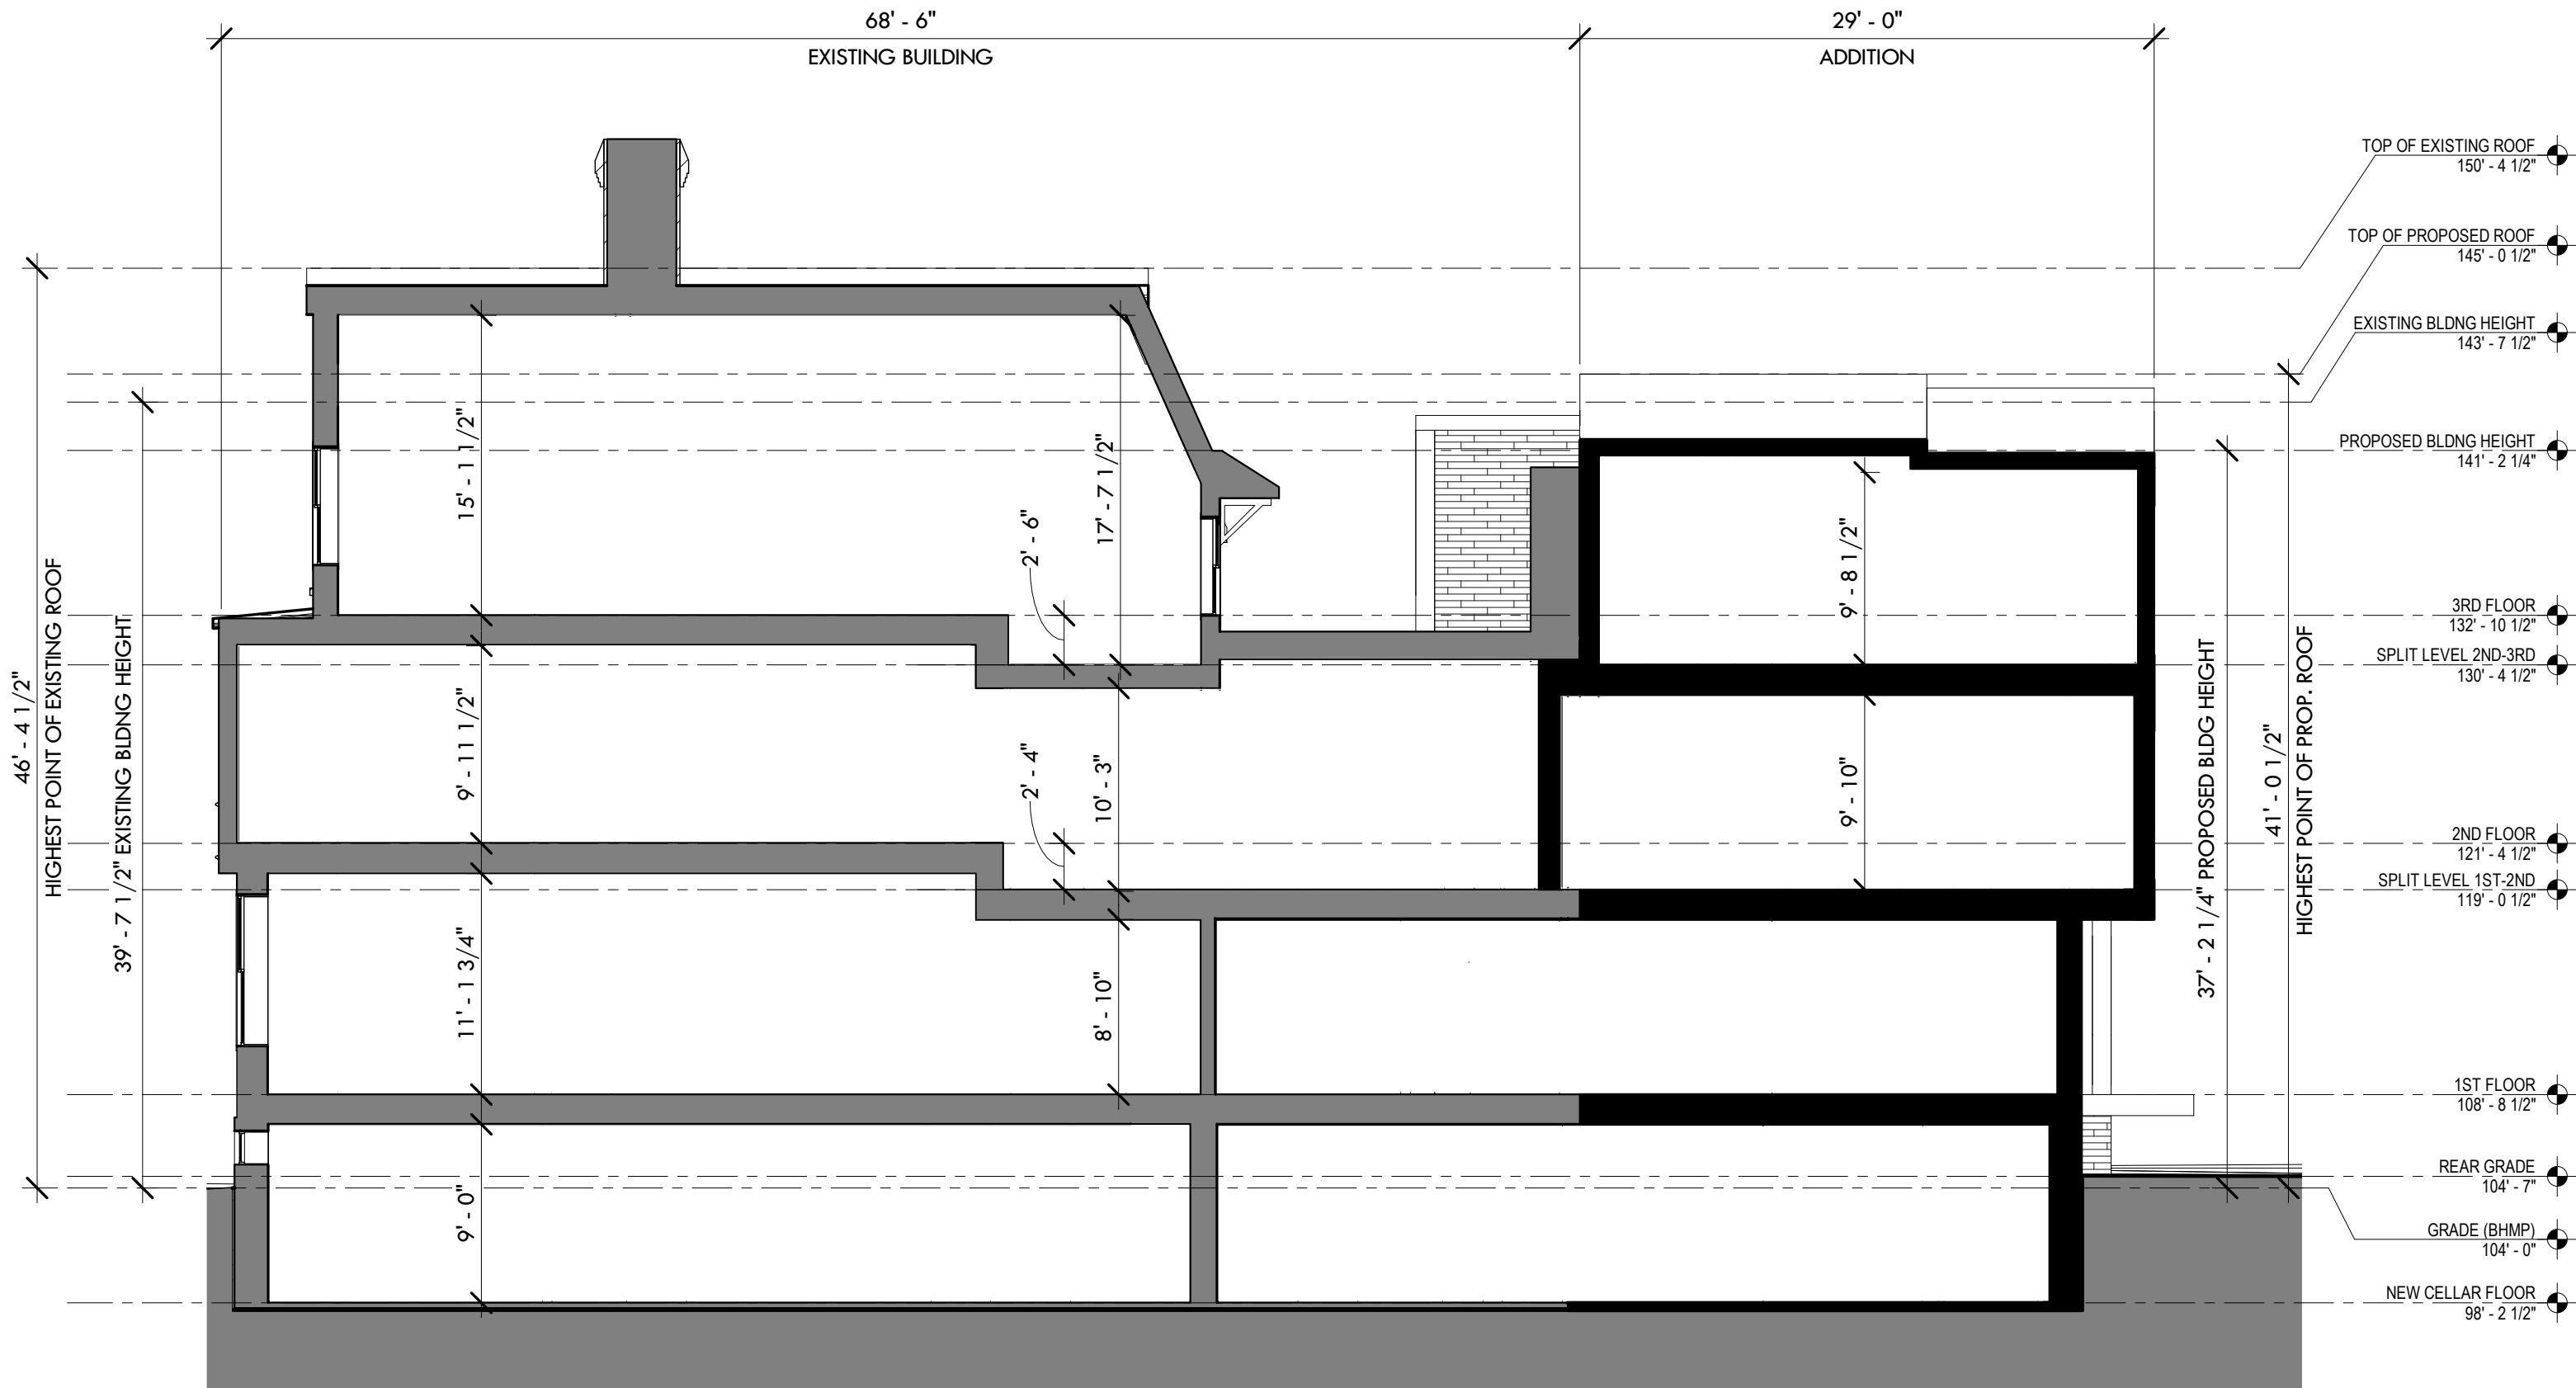 68' - 6"
EXISTING BUILDING
29' - 0"
ADDITION
TOP OF EXISTING ROOF
150' - 4 1/2"
TOP OF PROPOSED ROOF
145' - 0 1/2"
EXISTING BLDNG HEIGHT
143' - 7 1/2"
PROPOSED BLDNG HEIGHT
141' - 2 1/4"
3RD FLOOR
132' - 10 1/2"
SPLIT LEVEL 2ND-3RD
130' - 4 1/2"
2ND FLOOR
121' - 4 1/2"
SPLIT LEVEL 1ST-2ND
119' - 0 1/2"
1ST FLOOR
108' - 8 1/2"
REAR GRADE
104' - 7"
GRADE (BHMP)
104' - 0"
NEW CELLAR FLOOR
98' - 2 1/2"
46' - 4 1/2"
HIGHEST POINT OF EXISTING ROOF
39' - 7 1/2" EXISTING BLDNG HEIGHT
15' - 1 1/2"
9' - 11 1/2"
11' - 1 3/4"
9' - 0"
2' - 6"
2' - 4"
17' - 7 1/2"
10' - 3"
8' - 10"
9' - 8 1/2"
9' - 10"
37' - 2 1/4" PROPOSED BLDG HEIGHT
41' - 0 1/2"
HIGHEST POINT OF PROP. ROOF